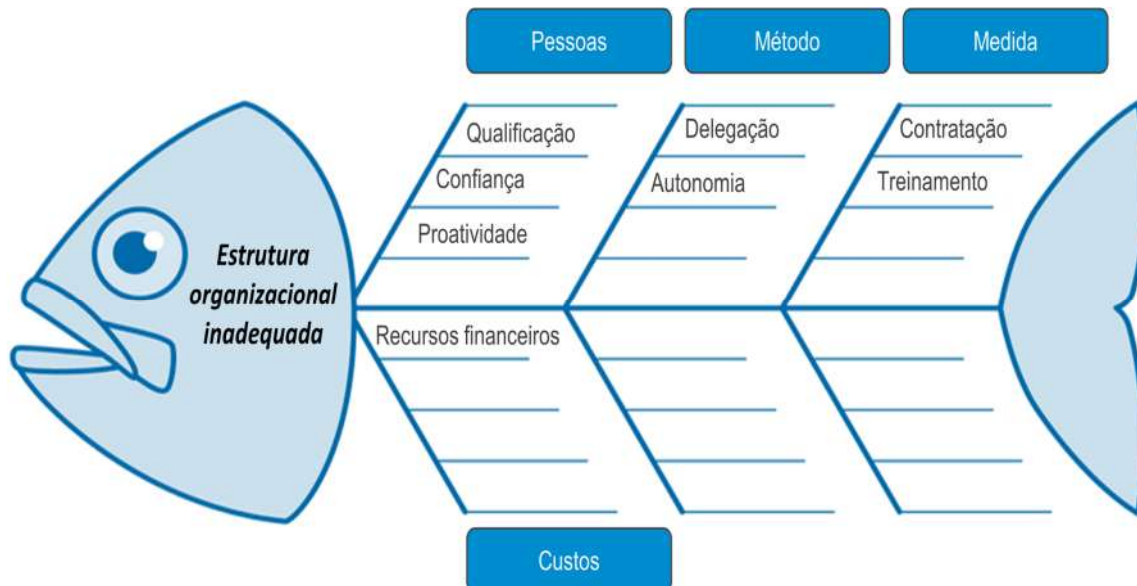 Pessoas
Método
Medida
Qualificação
Delegação
Contratação
Confiança
Autonomia
Treinamento
Proatividade
Estrutura
organizacional
inadequada
Recursos financeiros
Custos